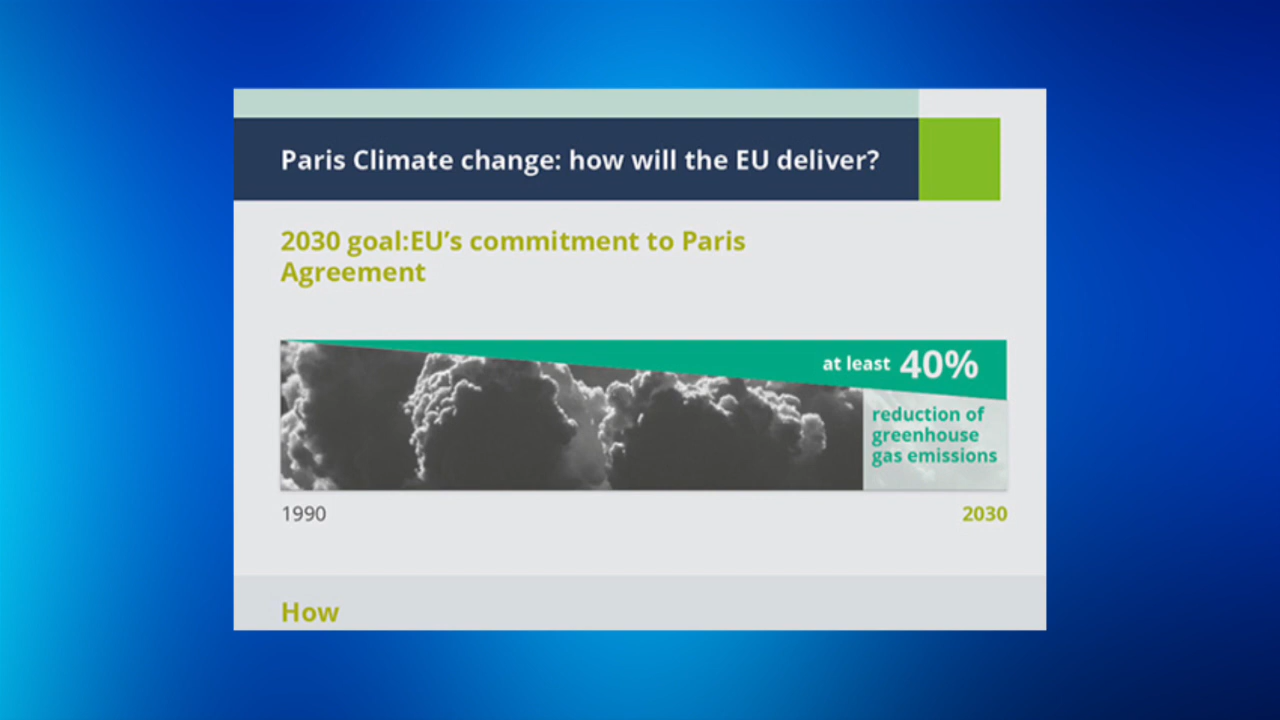 Paris Climate change: how will the EU deliver?
2030 goal:EU's commitment to Paris
Agreement
at least 40%
reduction of
greenhouse
gas emissions
1990
2030
How